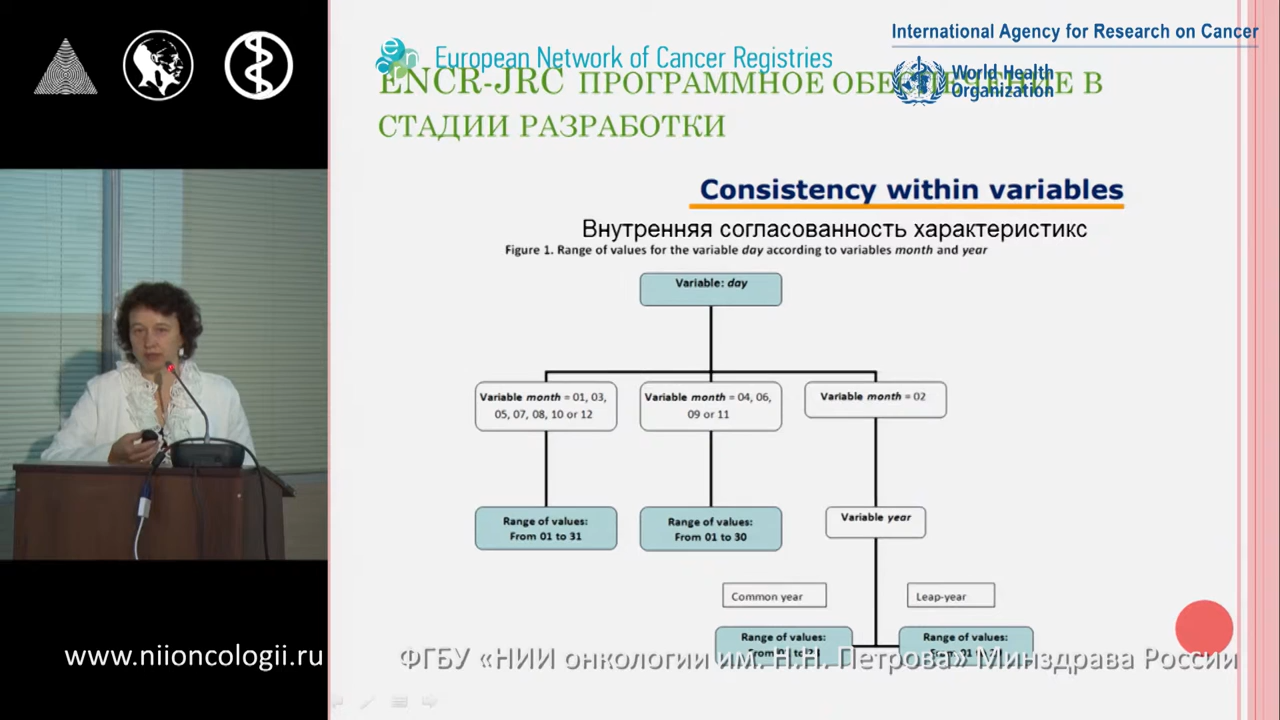 International Agency for Research on Cancer
European Network of Cancer Registries
World Health
Organization
ENCR-JRC ПРОГРАММНОЕ ОБЕСПЕЧЕНИЕ В
СТАДИИ РАЗРАБОТКИ
Consistency within variables
Внутренняя согласованность характеристикс
Figure 1. Range of values for the variable day according to variables month and year
Variable: day
Variable month = 01, 03,
05, 07, 08, 10 or 12
Variable month = 04, 06,
09 or 11
Variable month = 02
Range of values:
From 01 to 31
Range of values:
From 01 to 30
Variable year
Common year
Leap-year
Range of values:
Range of values:
www.niioncologii.ru
ФГБУ «НИИ онкологии им. Н.Н. Петрова» Минздрава России